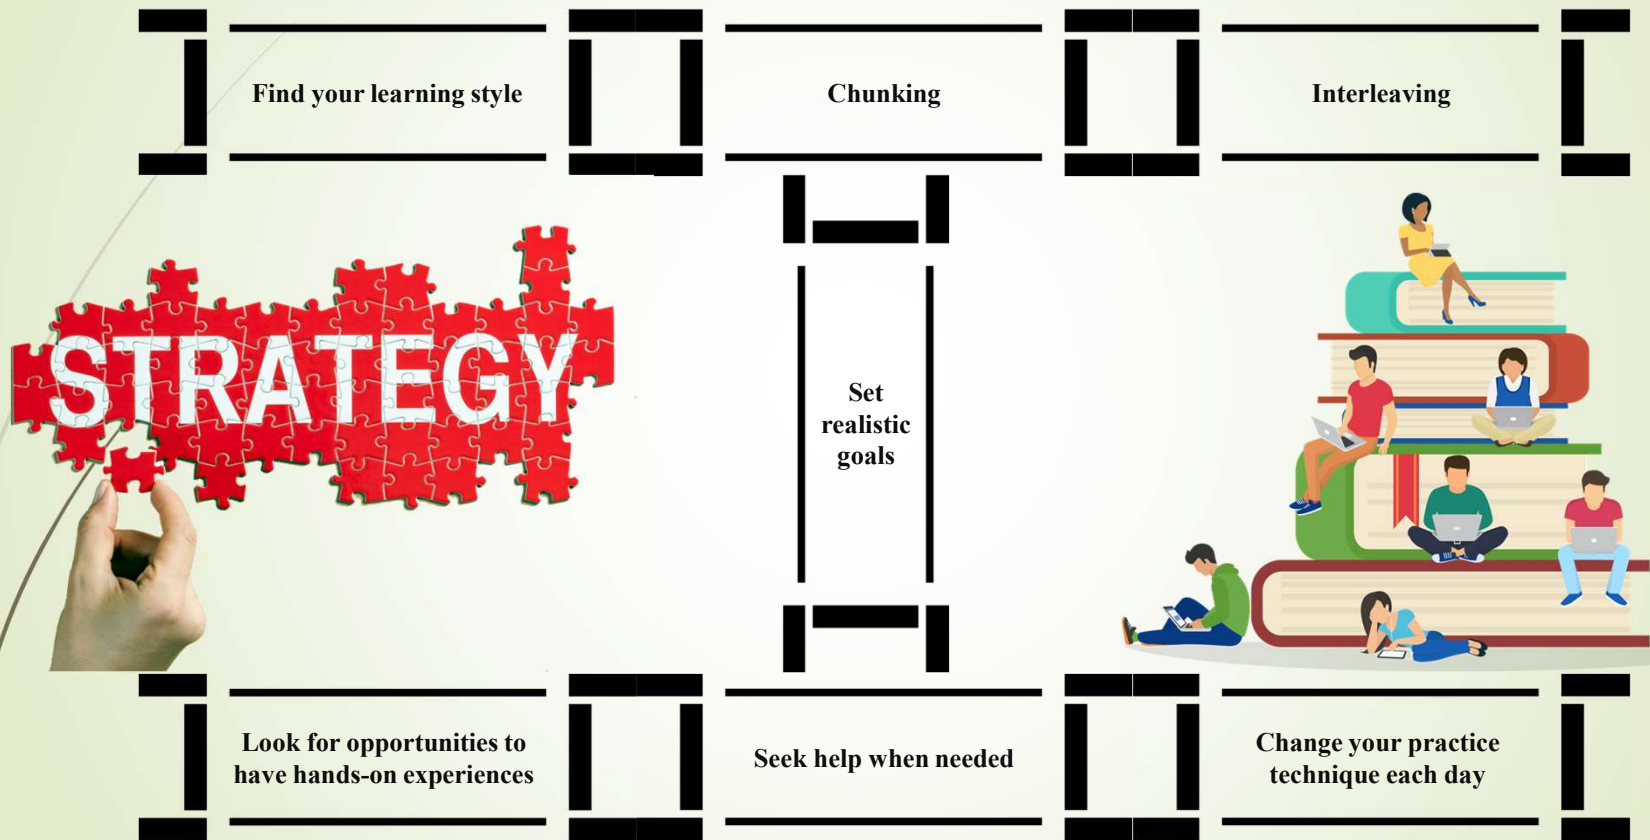 Find your learning style
Chunking
Interleaving
STRATEGY
Set
realistic
goals
Look for opportunities to
have hands-on experiences
Seek help when needed
Change your practice
technique each day